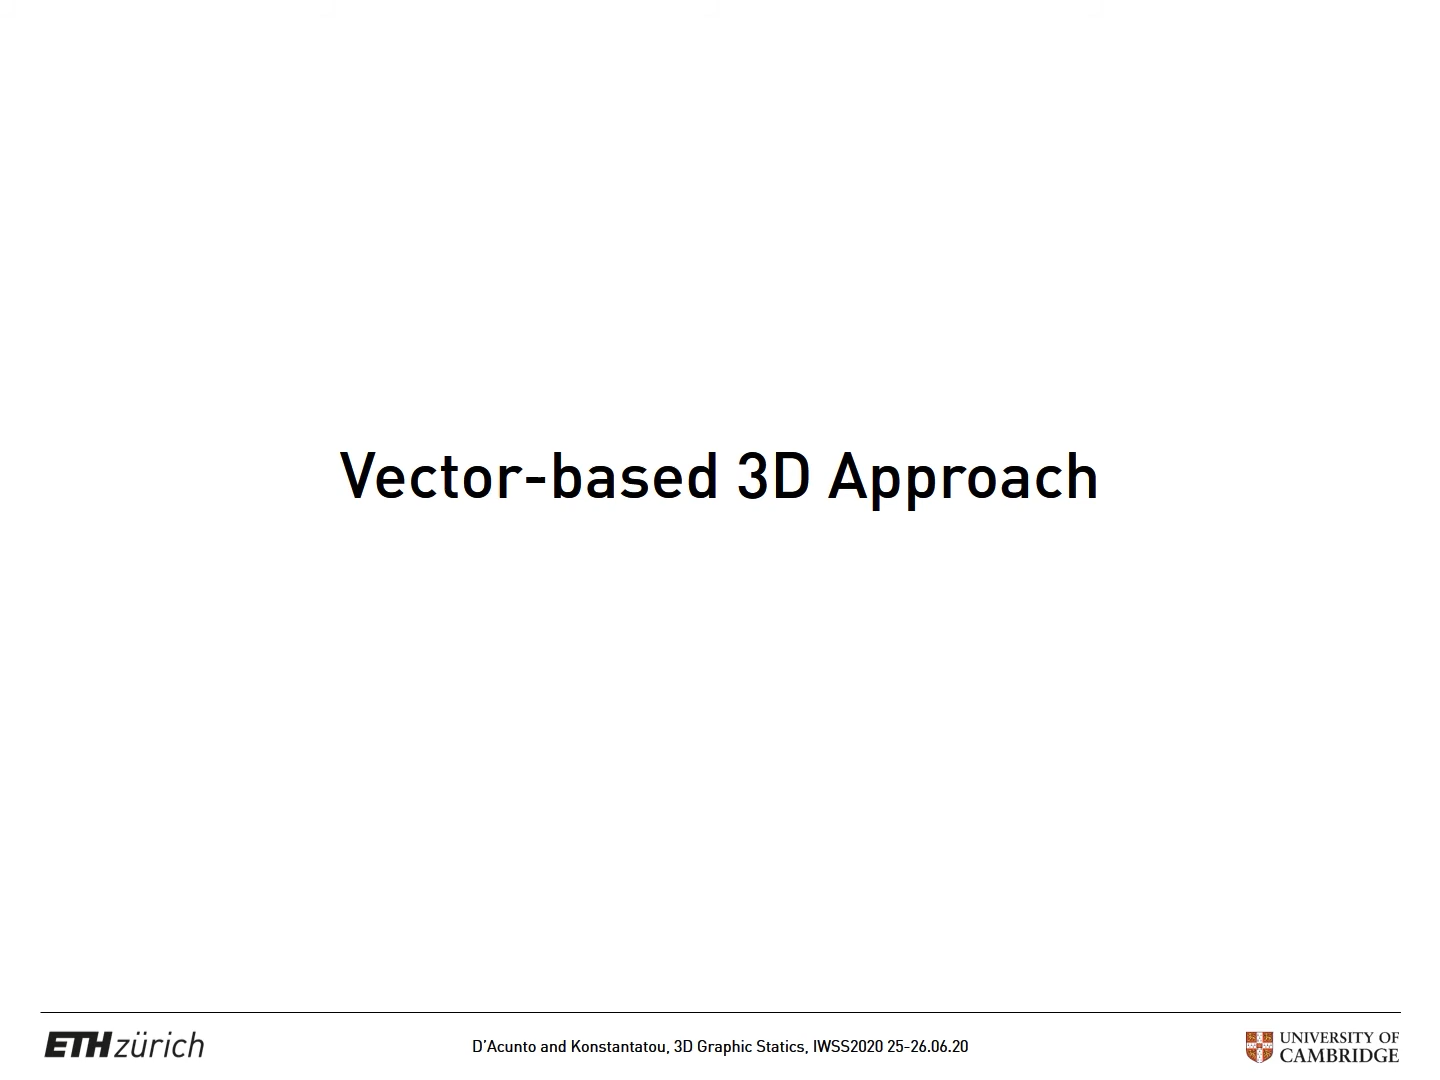 Vector-based 3D Approach
ETH zürich
D'Acunto and Konstantatou, 3D Graphic Statics, IWSS2020 25-26.06.20
UNIVERSITY OF
CAMBRIDGE